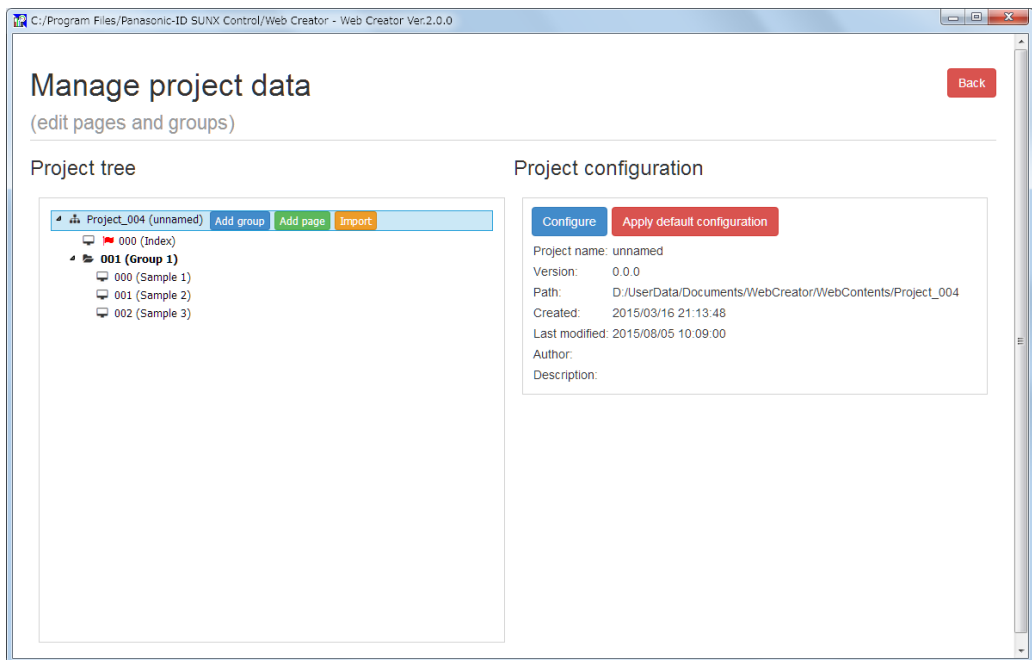 C:/Program Files/Panasonic-ID SUNX Control/Web Creator - Web Creator Ver.2.0.0
Manage project data
Back
(edit pages and groups)
Project tree
Project configuration
Project_004 (unnamed) Add group Add page Import
000 (Index)
001 (Group 1)
000 (Sample 1)
001 (Sample 2)
002 (Sample 3)
Configure Apply default configuration
Project name: unnamed
Version: 0.0.0
Path: D:/UserData/Documents/WebCreator/WebContents/Project_004
Created: 2015/03/16 21:13:48
Last modified: 2015/08/05 10:09:00
Author:
Description: